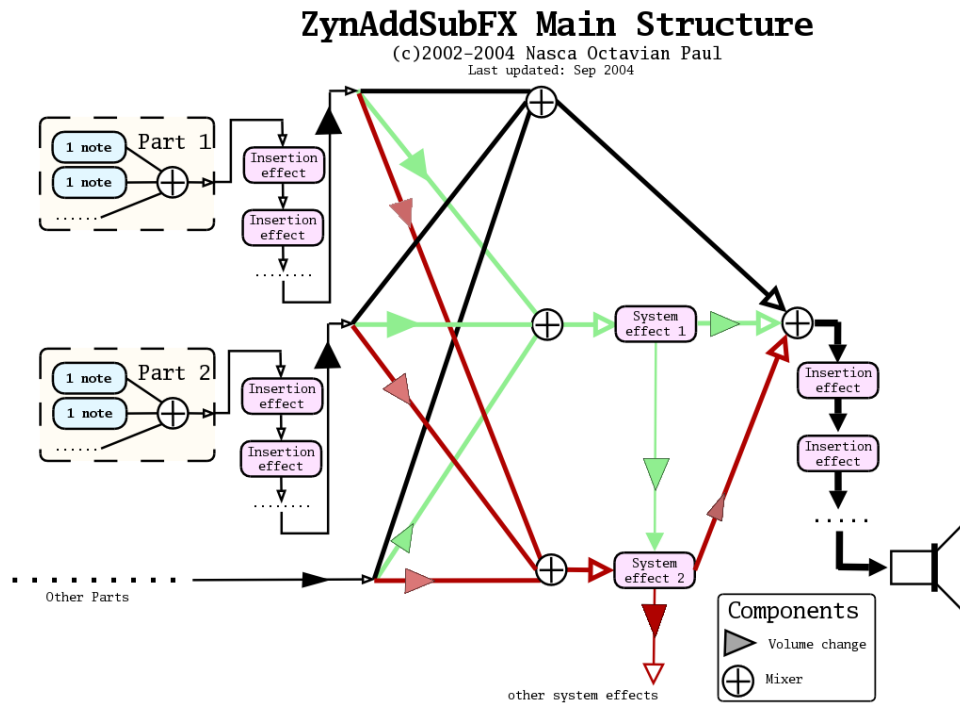 ZynAddSubFX Main Structure
(c)2002-2004 Nasca Octavian Paul
Last updated: Sep 2004
Part 1
1 note
1 note
.......
Insertion
effect
Insertion
effect
........
Part 2
1 note
1 note
.......
Insertion
effect
Insertion
effect
........
Other Parts
System
effect 1
System
effect 2
other system effects
Insertion
effect
Insertion
effect
.....
Components
Volume change
Mixer